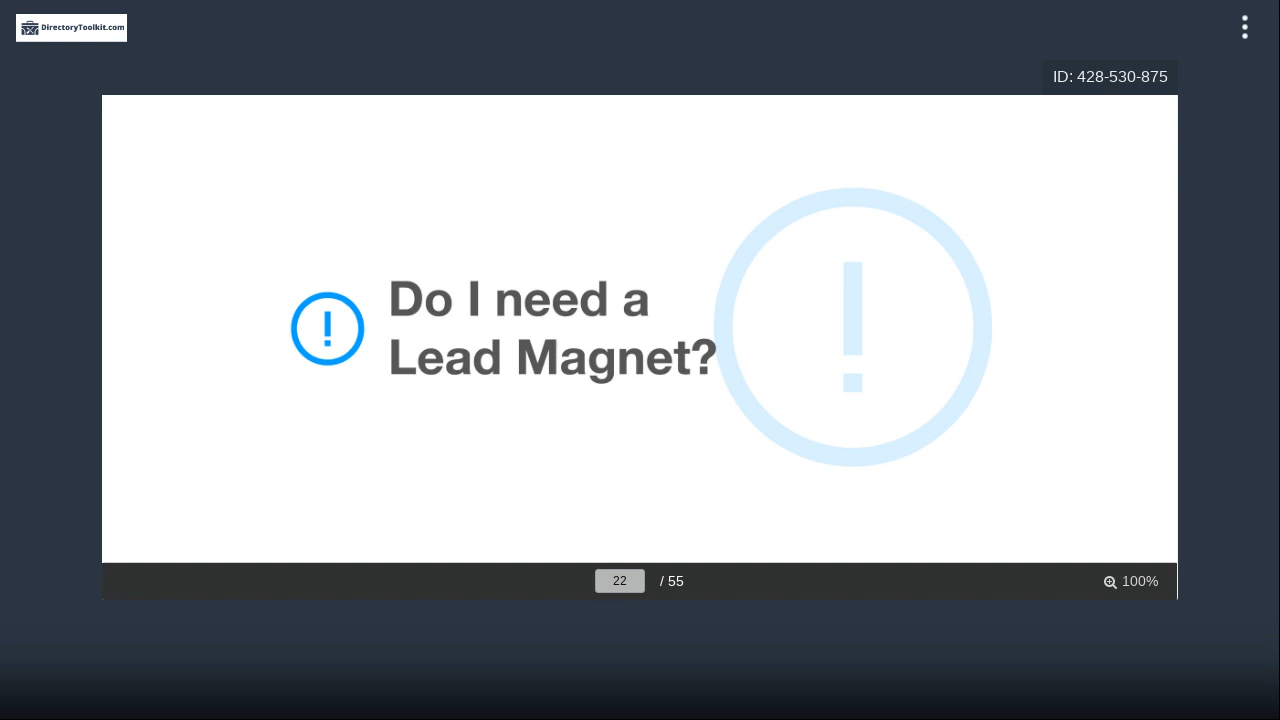 DirectoryToolkit.com
ID: 428-530-875
Do I need a
Lead Magnet?
22 / 55
100%